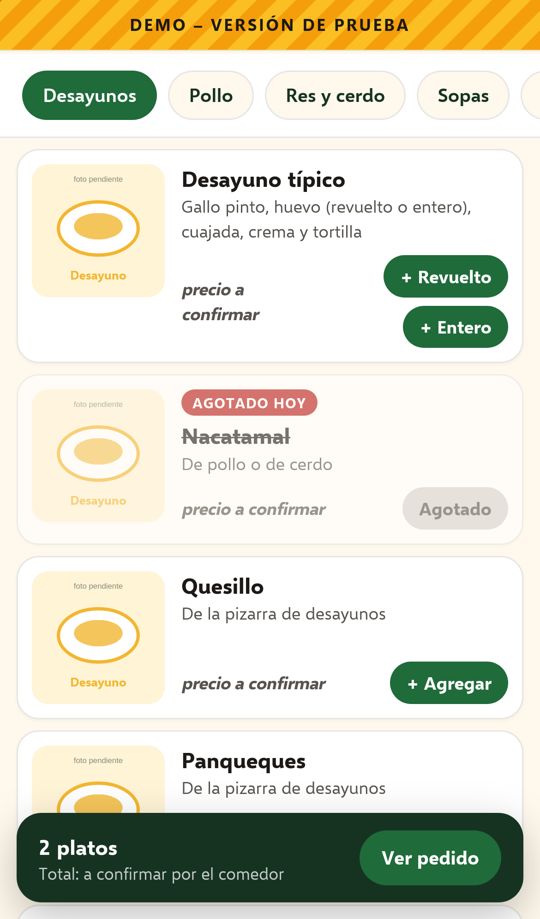 DEMO – VERSIÓN DE PRUEBA
Desayunos
Pollo
Res y cerdo
Sopas
foto pendiente
Desayuno
Desayuno típico
Gallo pinto, huevo (revuelto o entero),
cuajada, crema y tortilla
precio a
confirmar
+ Revuelto
+ Entero
foto pendiente
Desayuno
AGOTADO HOY
Nacatamal
De pollo o de cerdo
precio a confirmar
Agotado
foto pendiente
Desayuno
Quesillo
De la pizarra de desayunos
precio a confirmar
+ Agregar
foto pendiente
Panqueques
De la pizarra de desayunos
2 platos
Total: a confirmar por el comedor
Ver pedido